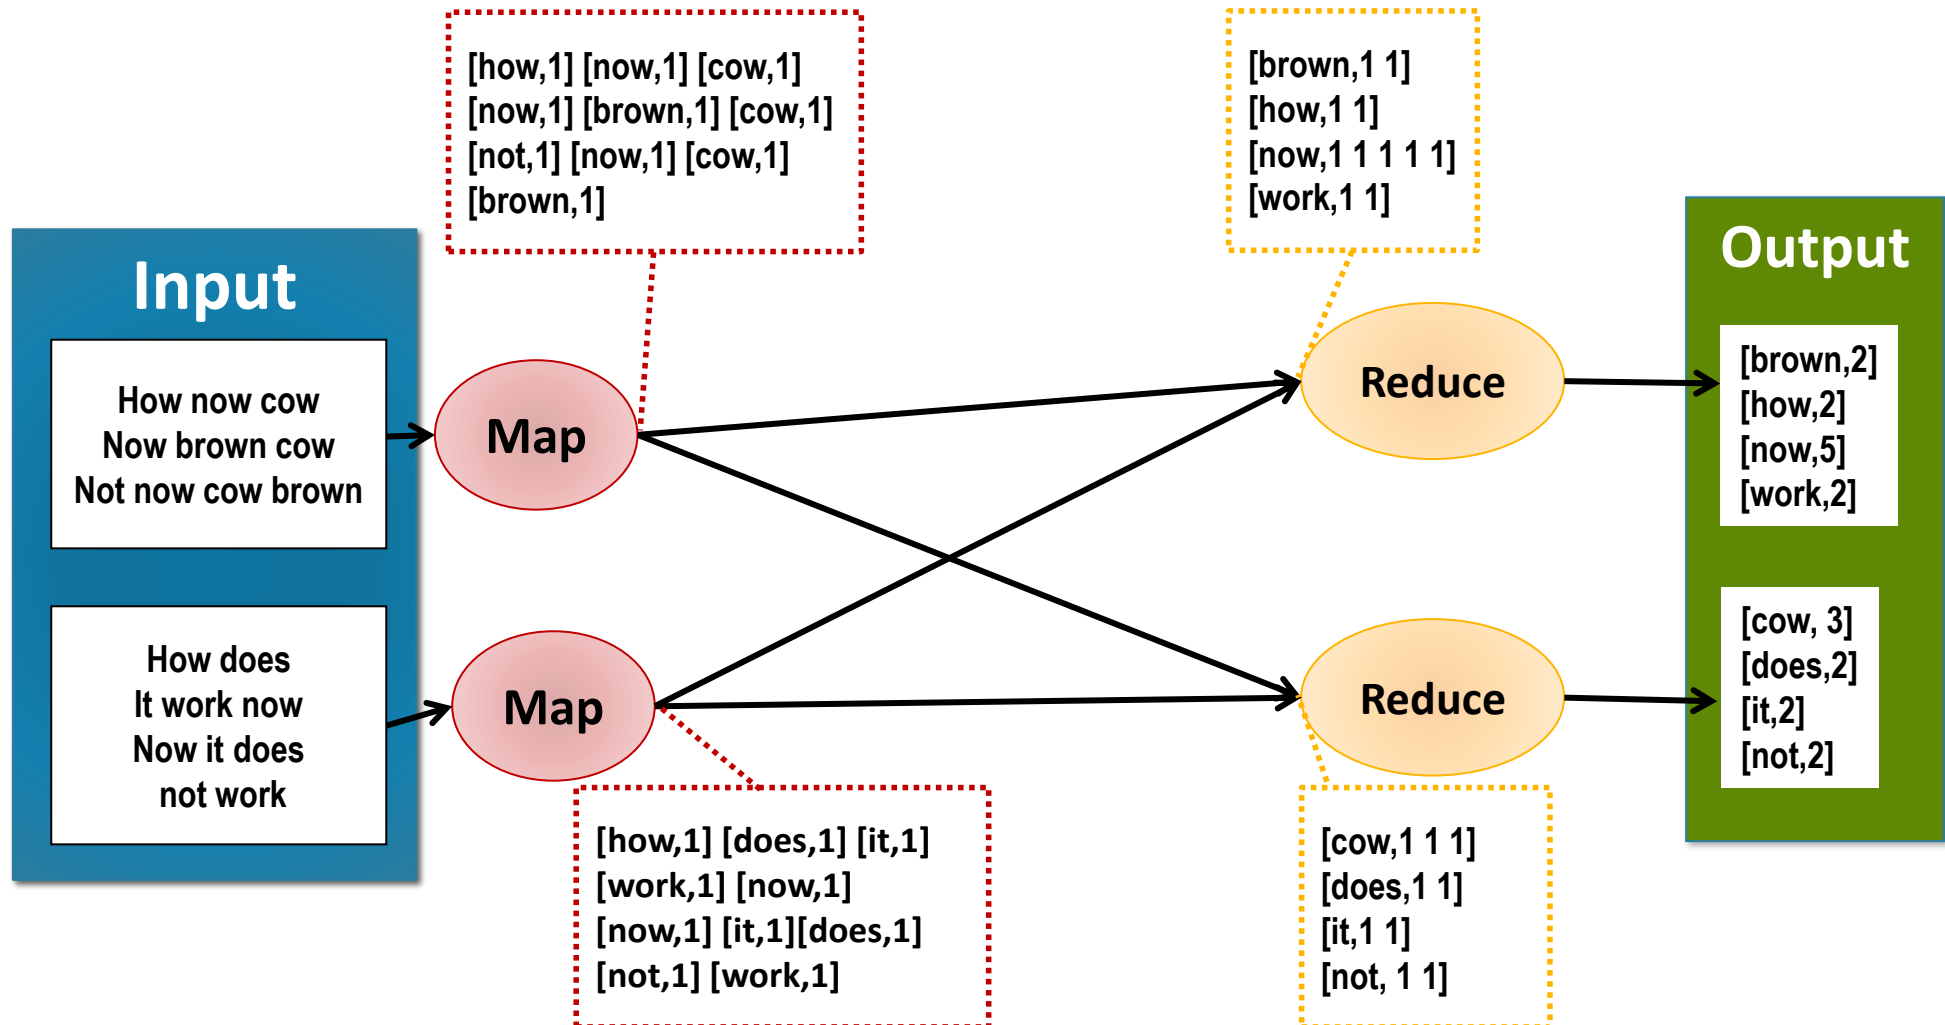 Input
How now cow
Now brown cow
Not now cow brown
How does
It work now
Now it does
not work
Map
Map
[how,1] [now,1] [cow,1]
[now,1] [brown,1] [cow,1]
[not,1] [now,1] [cow,1]
[brown,1]
[how,1] [does,1] [it,1]
[work,1] [now,1]
[now,1] [it,1][does,1]
[not,1] [work,1]
[brown,1 1]
[how,1 1]
[now,1 1 1 1 1]
[work,1 1]
Reduce
Reduce
[cow,1 1 1]
[does,1 1]
[it,1 1]
[not, 1 1]
Output
[brown,2]
[how,2]
[now,5]
[work,2]
[cow, 3]
[does,2]
[it,2]
[not,2]